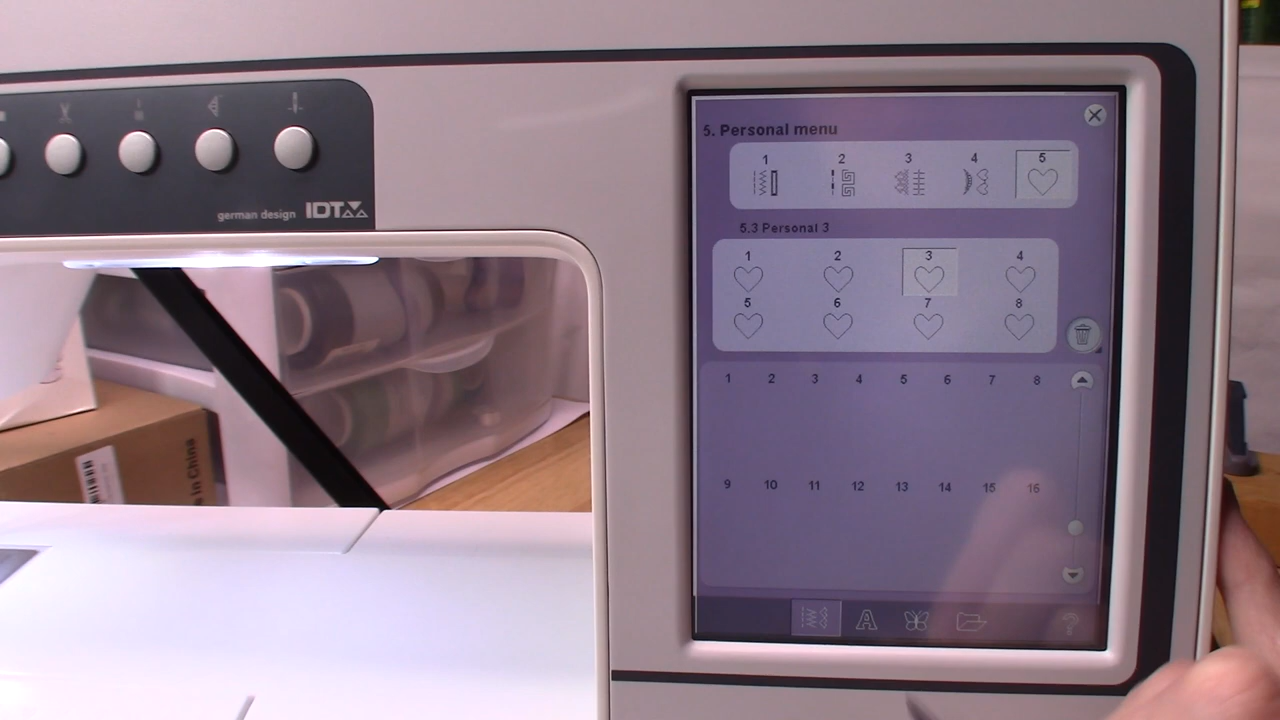 5. Personal menu
1 2 3 4 5
5.3 Personal 3
1 2 3 4
5 6 7 8
1 2 3 4 5 6 7 8
9 10 11 12 13 14 15 16
A
?
german design IDT
in China